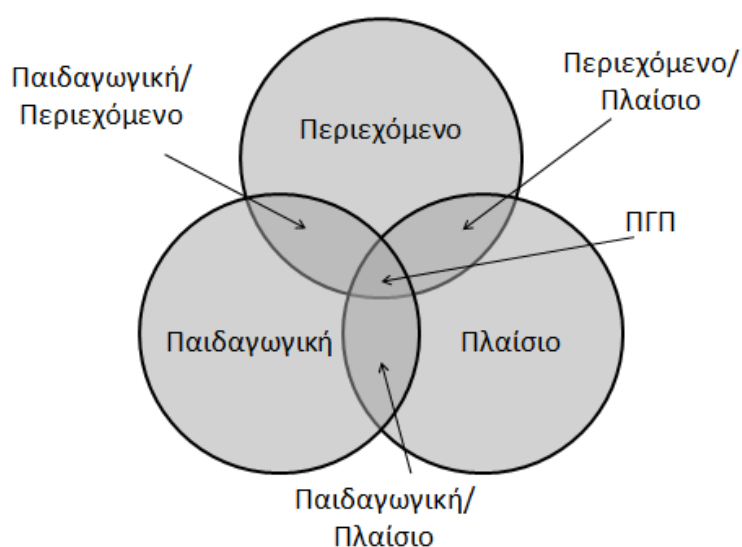 Παιδαγωγική/
Περιεχόμενο
Περιεχόμενο/
Πλαίσιο
Περιεχόμενο
ΠΓΠ
Παιδαγωγική
Πλαίσιο
Παιδαγωγική/
Πλαίσιο